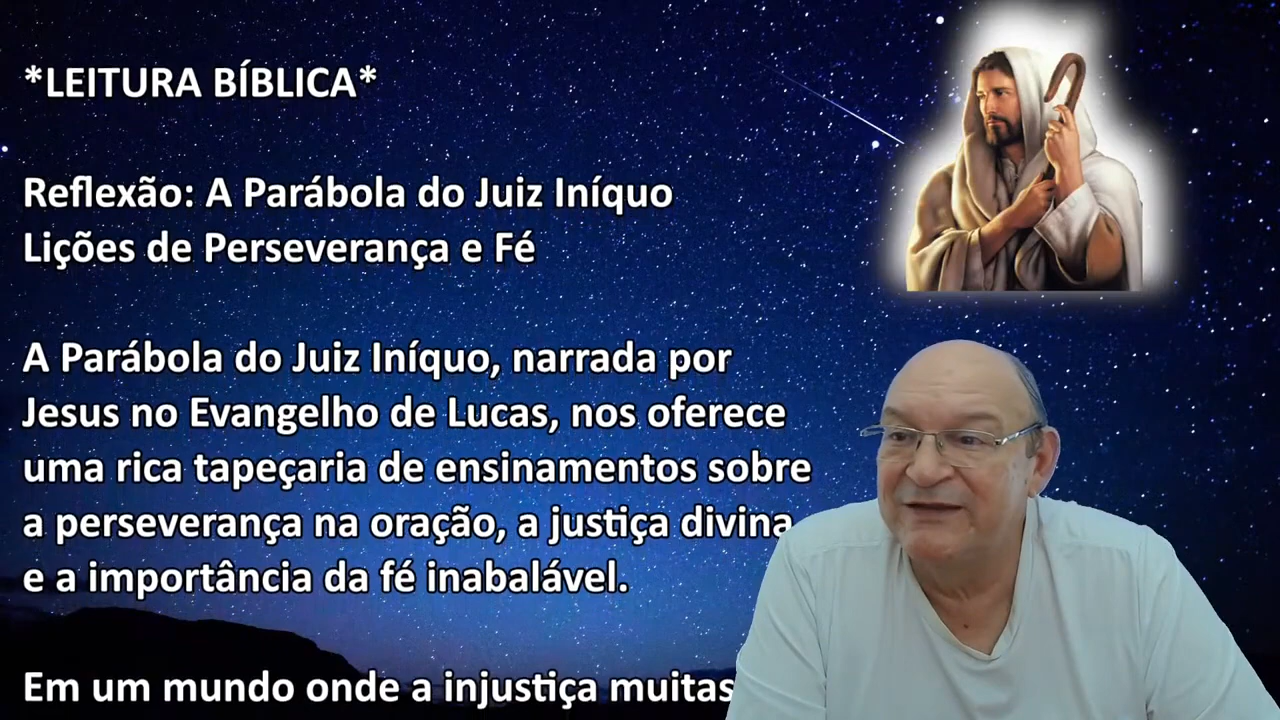 *LEITURA BÍBLICA*
Reflexão: A Parábola do Juiz Iníquo
Lições de Perseverança e Fé
A Parábola do Juiz Iníquo, narrada por
Jesus no Evangelho de Lucas, nos oferece
uma rica tapeçaria de ensinamentos sobre
a perseverança na oração, a justiça divina
e a importância da fé inabalável.
Em um mundo onde a injustiça muitas